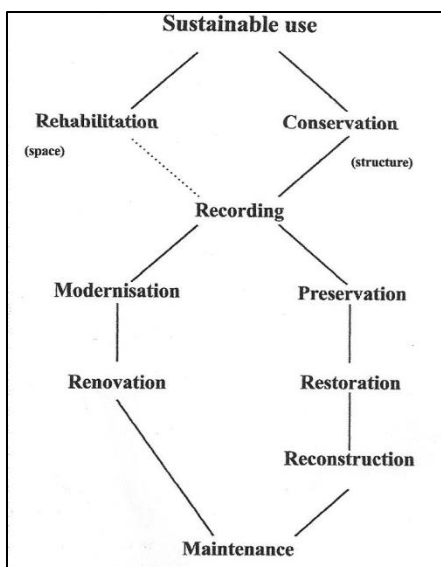 Sustainable use
Rehabilitation
Conservation
(space)
(structure)
Recording
Modernisation
Preservation
Renovation
Restoration
Reconstruction
Maintenance